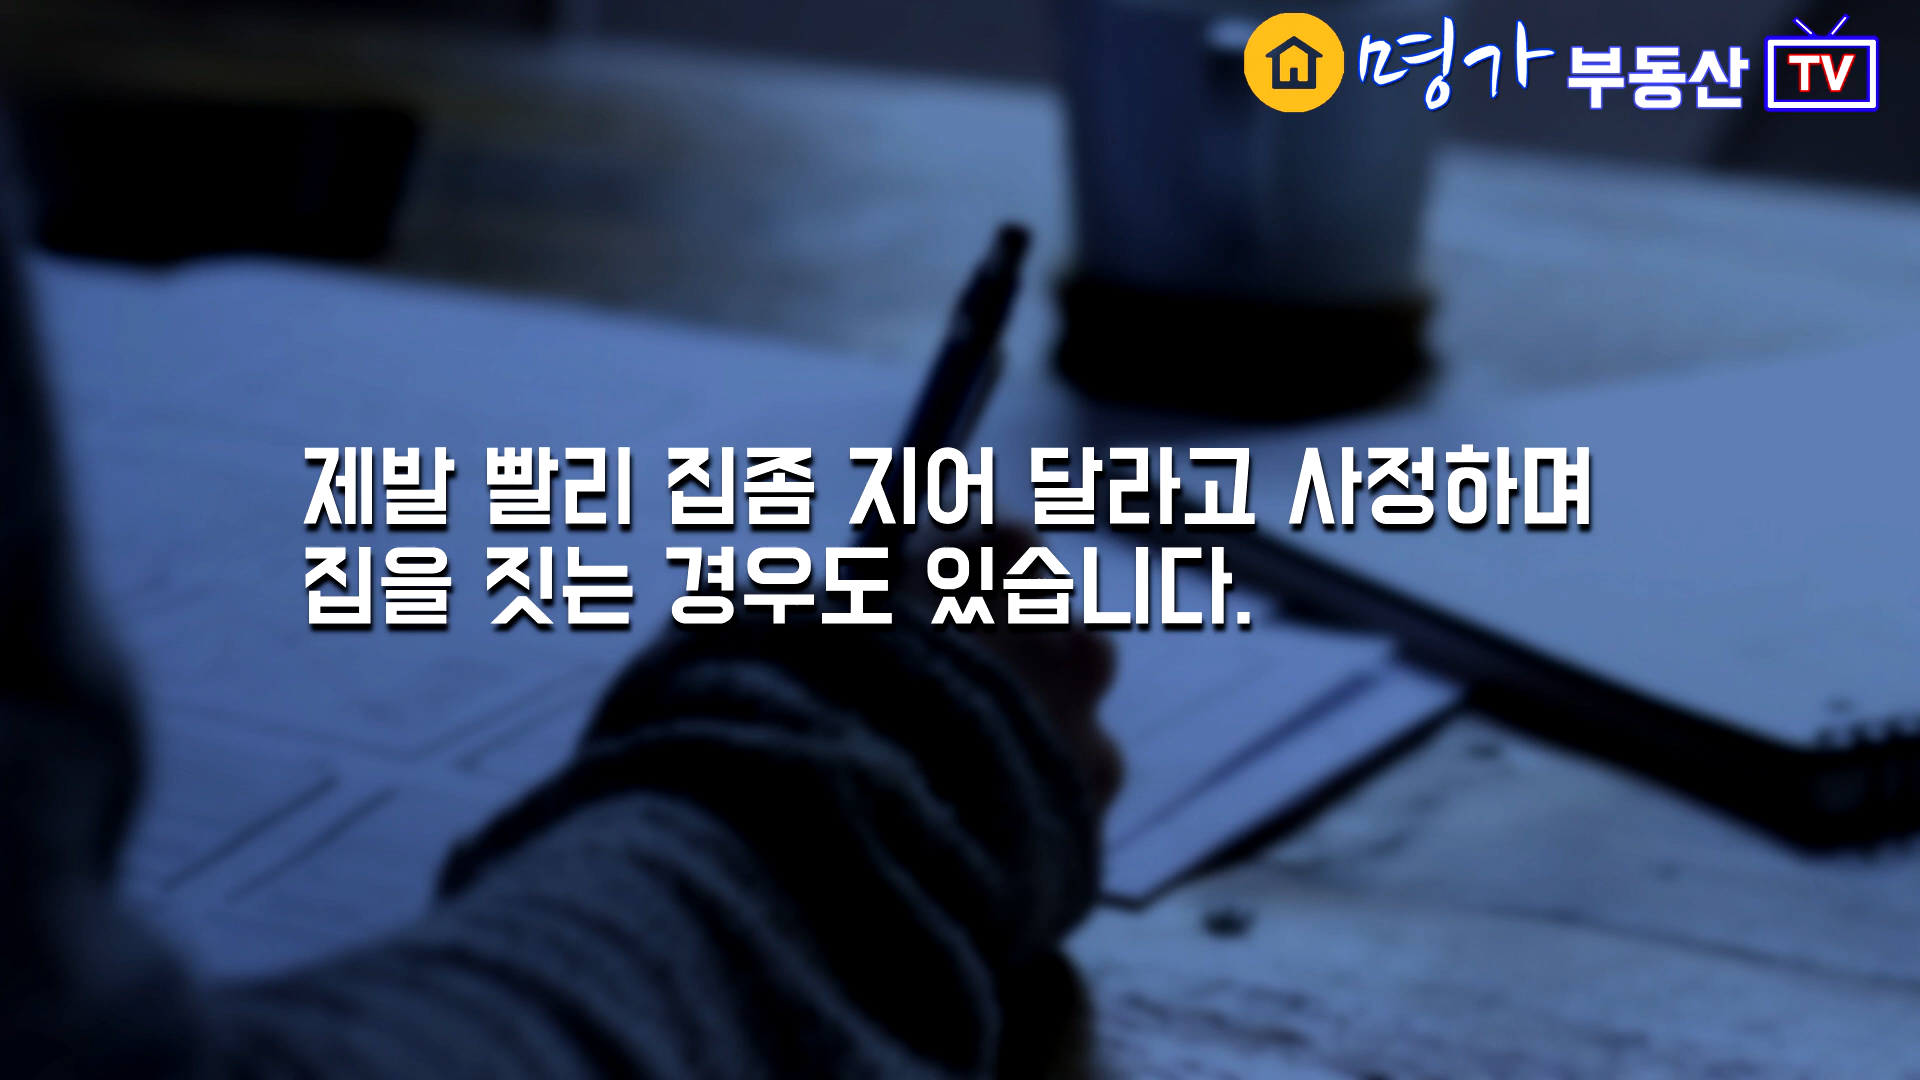 명가 부동산 TV
제발 빨리 집좀 지어 달라고 사정하며
집을 짓는 경우도 있습니다.